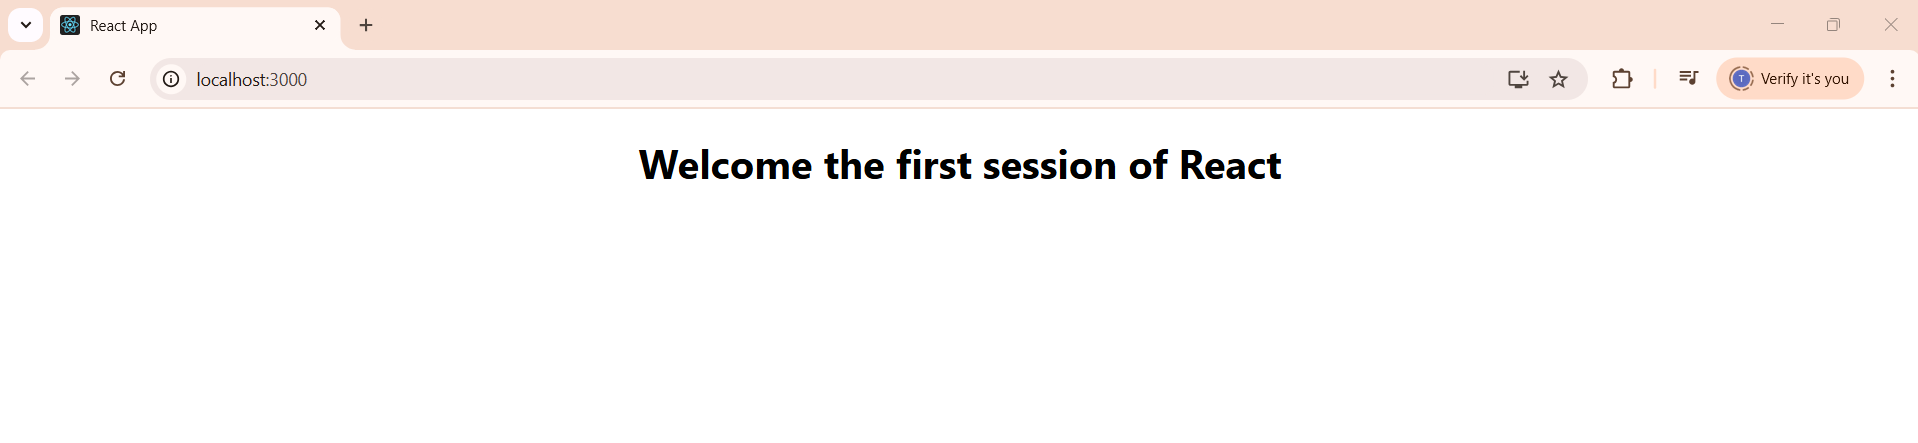 React App
localhost:3000
T
Verify it's you
Welcome the first session of React